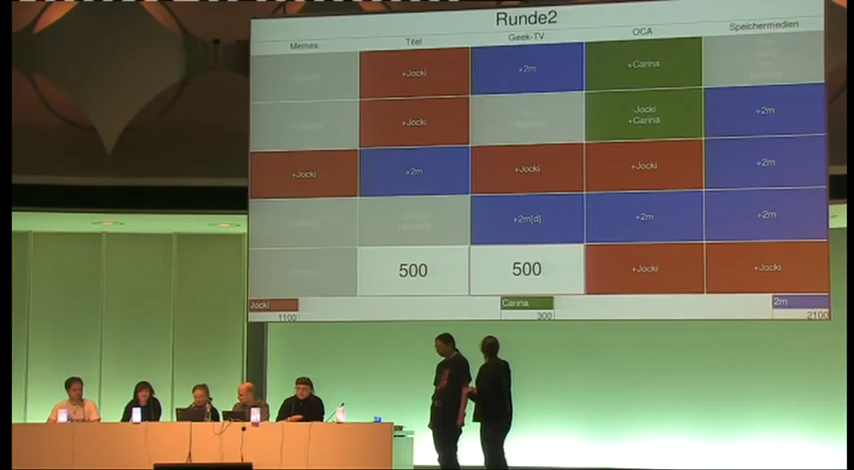 Runde2
Memes Titel Geek-TV OCA Speichermedien
+Jocki +2m +Carina
+Jocki -Jocki +2m
+Carina
+Jocki +2m +Jocki +Jocki +2m
+2m[d] +2m +2m
500 500 +Jocki +Jocki
Jocki Carina 2m
1100 300 2100